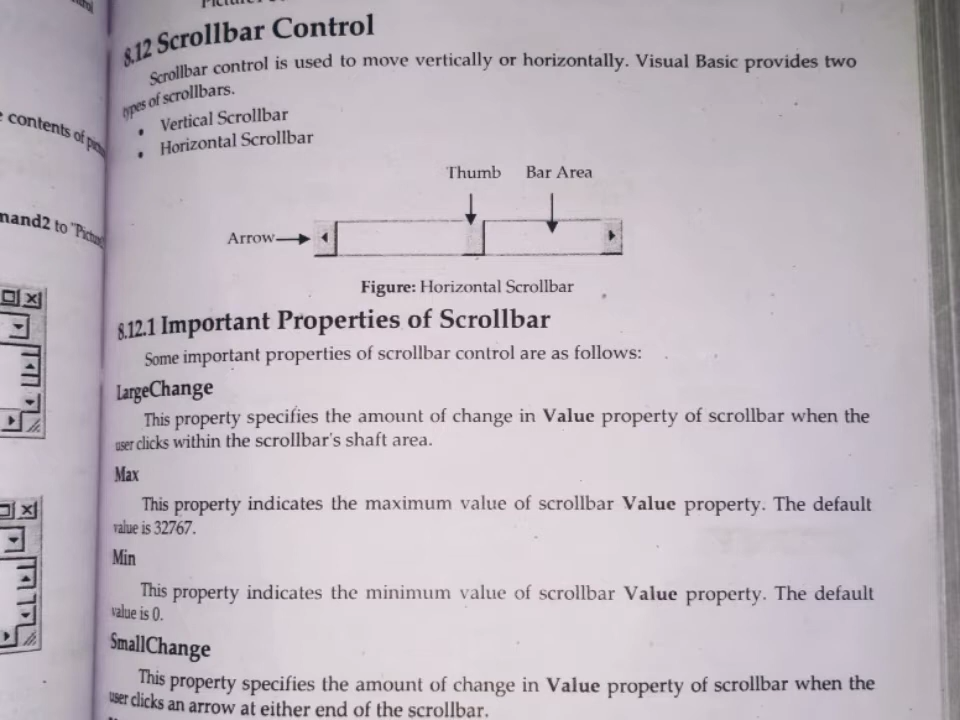 8.12 Scrollbar Control
Scrollbar control is used to move vertically or horizontally. Visual Basic provides two
types of scrollbars.
• Vertical Scrollbar
• Horizontal Scrollbar
Thumb Bar Area
Arrow
Figure: Horizontal Scrollbar
8.12.1 Important Properties of Scrollbar
Some important properties of scrollbar control are as follows:
LargeChange
This property specifies the amount of change in Value property of scrollbar when the
user clicks within the scrollbar's shaft area.
Max
This property indicates the maximum value of scrollbar Value property. The default
value is 32767.
Min
This property indicates the minimum value of scrollbar Value property. The default
value is 0.
SmallChange
This property specifies the amount of change in Value property of scrollbar when the
user clicks an arrow at either end of the scrollbar.
contents of
mand2 to